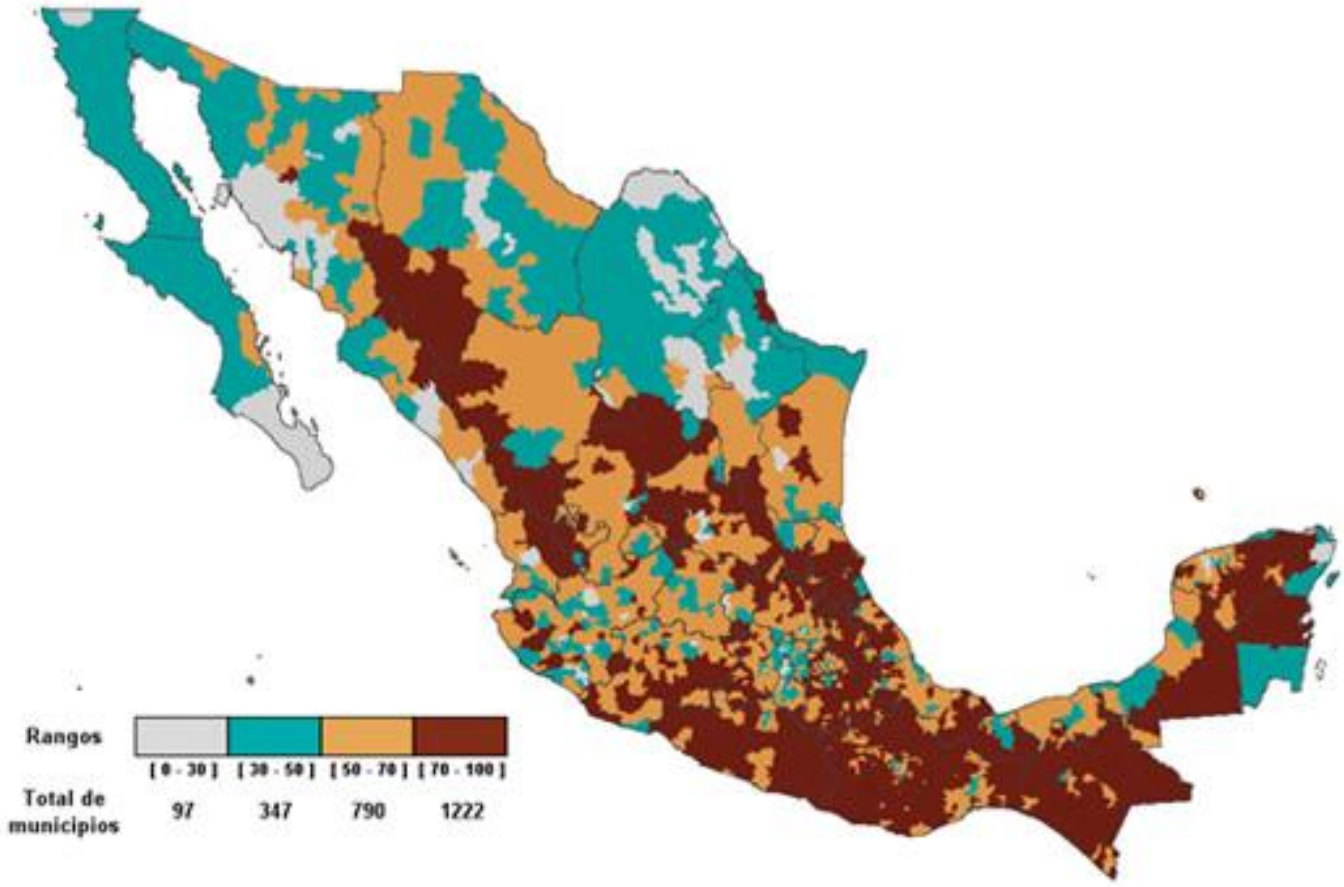 Rangos
[ 0 - 30 ] [ 30 - 50 ] [ 50 - 70 ] [ 70 - 100 ]
Total de
municipios
97 347 790 1222